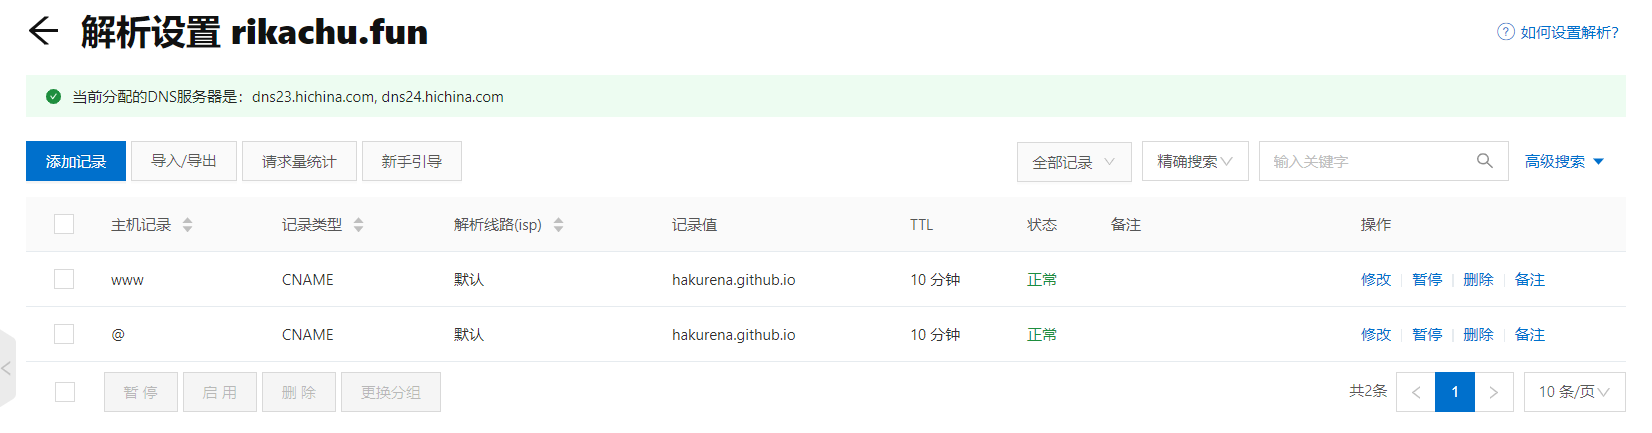 解析设置 rikachu.fun
如何设置解析?
当前分配的DNS服务器是：dns23.hichina.com, dns24.hichina.com
添加记录 导入/导出 请求量统计 新手引导 全部记录 精确搜索 输入关键字 高级搜索
主机记录 记录类型 解析线路(isp) 记录值 TTL 状态 备注 操作
www CNAME 默认 hakurena.github.io 10 分钟 正常 修改 暂停 删除 备注
@ CNAME 默认 hakurena.github.io 10 分钟 正常 修改 暂停 删除 备注
暂 停 启 用 删 除 更换分组 共2条 < 1 > 10 条/页